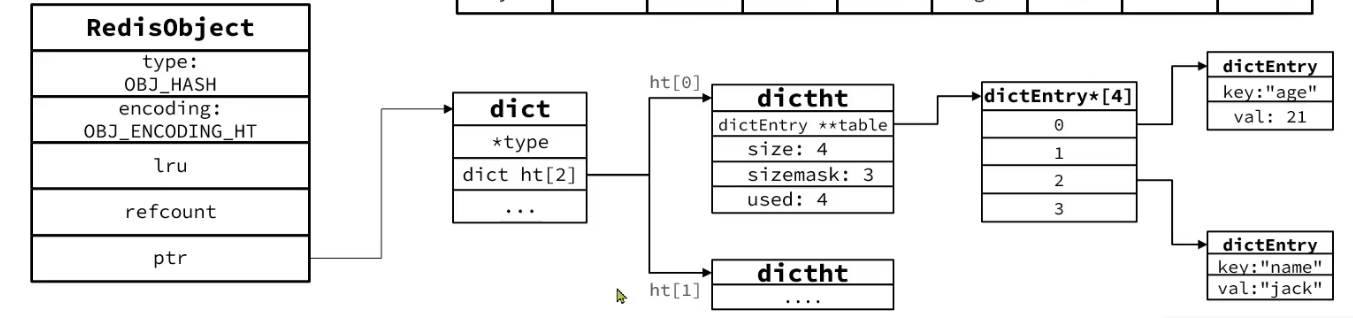 RedisObject
type:
OBJ_HASH
encoding:
OBJ_ENCODING_HT
lru
refcount
ptr
dict
*type
dict ht[2]
...
ht[0]
dictht
dictEntry **table
size: 4
sizemask: 3
used: 4
ht[1]
dictht
....
dictEntry*[4]
0
1
2
3
dictEntry
key:"age"
val: 21
dictEntry
key:"name"
val:"jack"